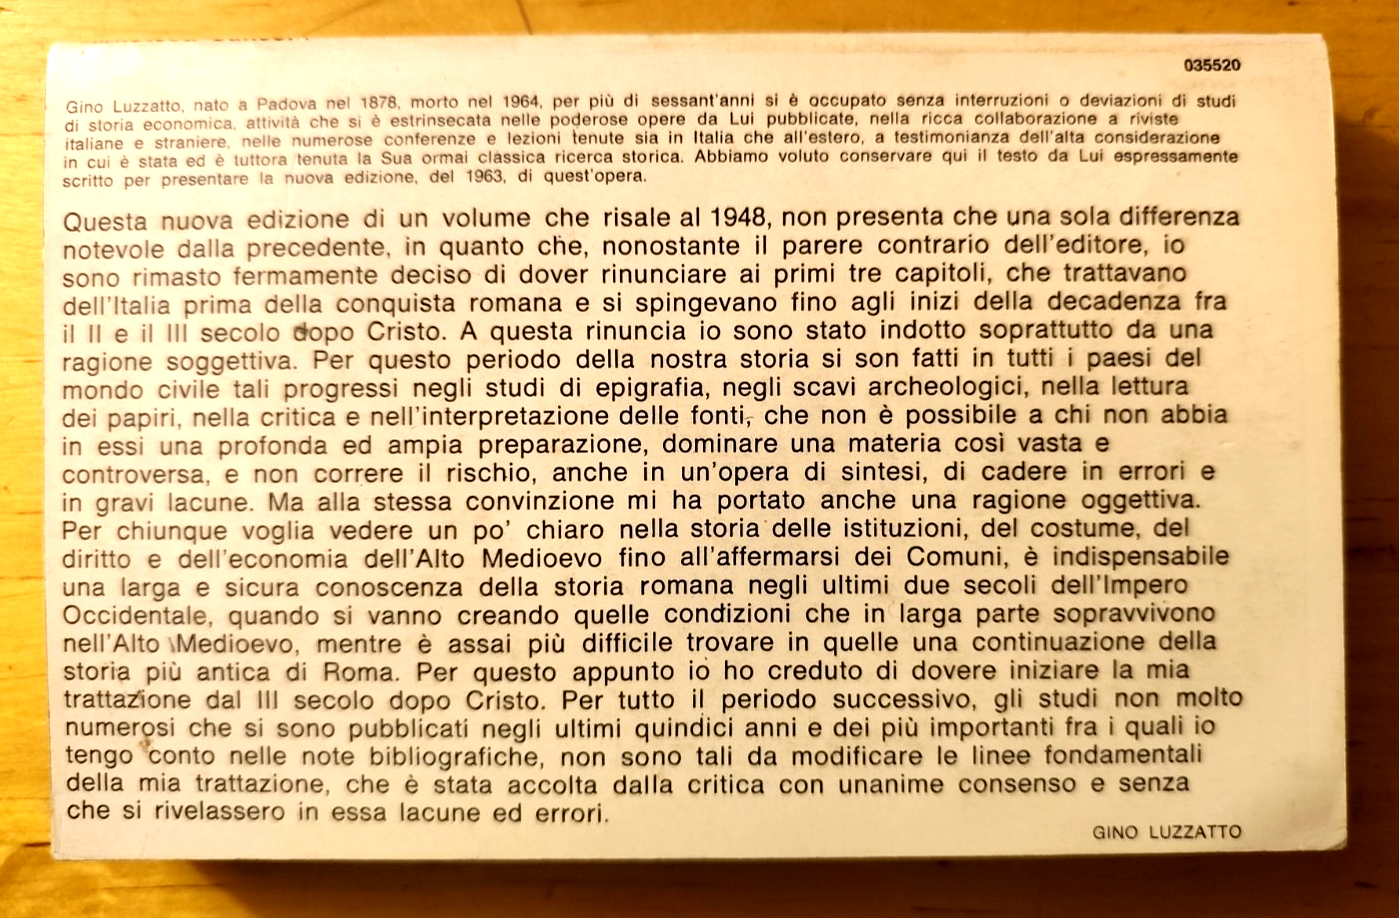 035520
Gino Luzzatto, nato a Padova nel 1878, morto nel 1964, per più di sessant'anni si è occupato senza interruzioni o deviazioni di studi
di storia economica, attività che si è estrinsecata nelle poderose opere da Lui pubblicate, nella ricca collaborazione a riviste
italiane e straniere, nelle numerose conferenze e lezioni tenute sia in Italia che all'estero, a testimonianza dell'alta considerazione
in cui è stata ed è tuttora tenuta la Sua ormai classica ricerca storica. Abbiamo voluto conservare qui il testo da Lui espressamente
scritto per presentare la nuova edizione, del 1963, di quest'opera.
Questa nuova edizione di un volume che risale al 1948, non presenta che una sola differenza
notevole dalla precedente, in quanto che, nonostante il parere contrario dell'editore, io
sono rimasto fermamente deciso di dover rinunciare ai primi tre capitoli, che trattavano
dell'Italia prima della conquista romana e si spingevano fino agli inizi della decadenza fra
il II e il III secolo dopo Cristo. A questa rinuncia io sono stato indotto soprattutto da una
ragione soggettiva. Per questo periodo della nostra storia si son fatti in tutti i paesi del
mondo civile tali progressi negli studi di epigrafia, negli scavi archeologici, nella lettura
dei papiri, nella critica e nell'interpretazione delle fonti, che non è possibile a chi non abbia
in essi una profonda ed ampia preparazione, dominare una materia così vasta e
controversa, e non correre il rischio, anche in un'opera di sintesi, di cadere in errori e
in gravi lacune. Ma alla stessa convinzione mi ha portato anche una ragione oggettiva.
Per chiunque voglia vedere un po' chiaro nella storia delle istituzioni, del costume, del
diritto e dell'economia dell'Alto Medioevo fino all'affermarsi dei Comuni, è indispensabile
una larga e sicura conoscenza della storia romana negli ultimi due secoli dell'Impero
Occidentale, quando si vanno creando quelle condizioni che in larga parte sopravvivono
nell'Alto Medioevo, mentre è assai più difficile trovare in quelle una continuazione della
storia più antica di Roma. Per questo appunto io ho creduto di dovere iniziare la mia
trattazione dal III secolo dopo Cristo. Per tutto il periodo successivo, gli studi non molto
numerosi che si sono pubblicati negli ultimi quindici anni e dei più importanti fra i quali io
tengo conto nelle note bibliografiche, non sono tali da modificare le linee fondamentali
della mia trattazione, che è stata accolta dalla critica con unanime consenso e senza
che si rivelassero in essa lacune ed errori.
GINO LUZZATTO